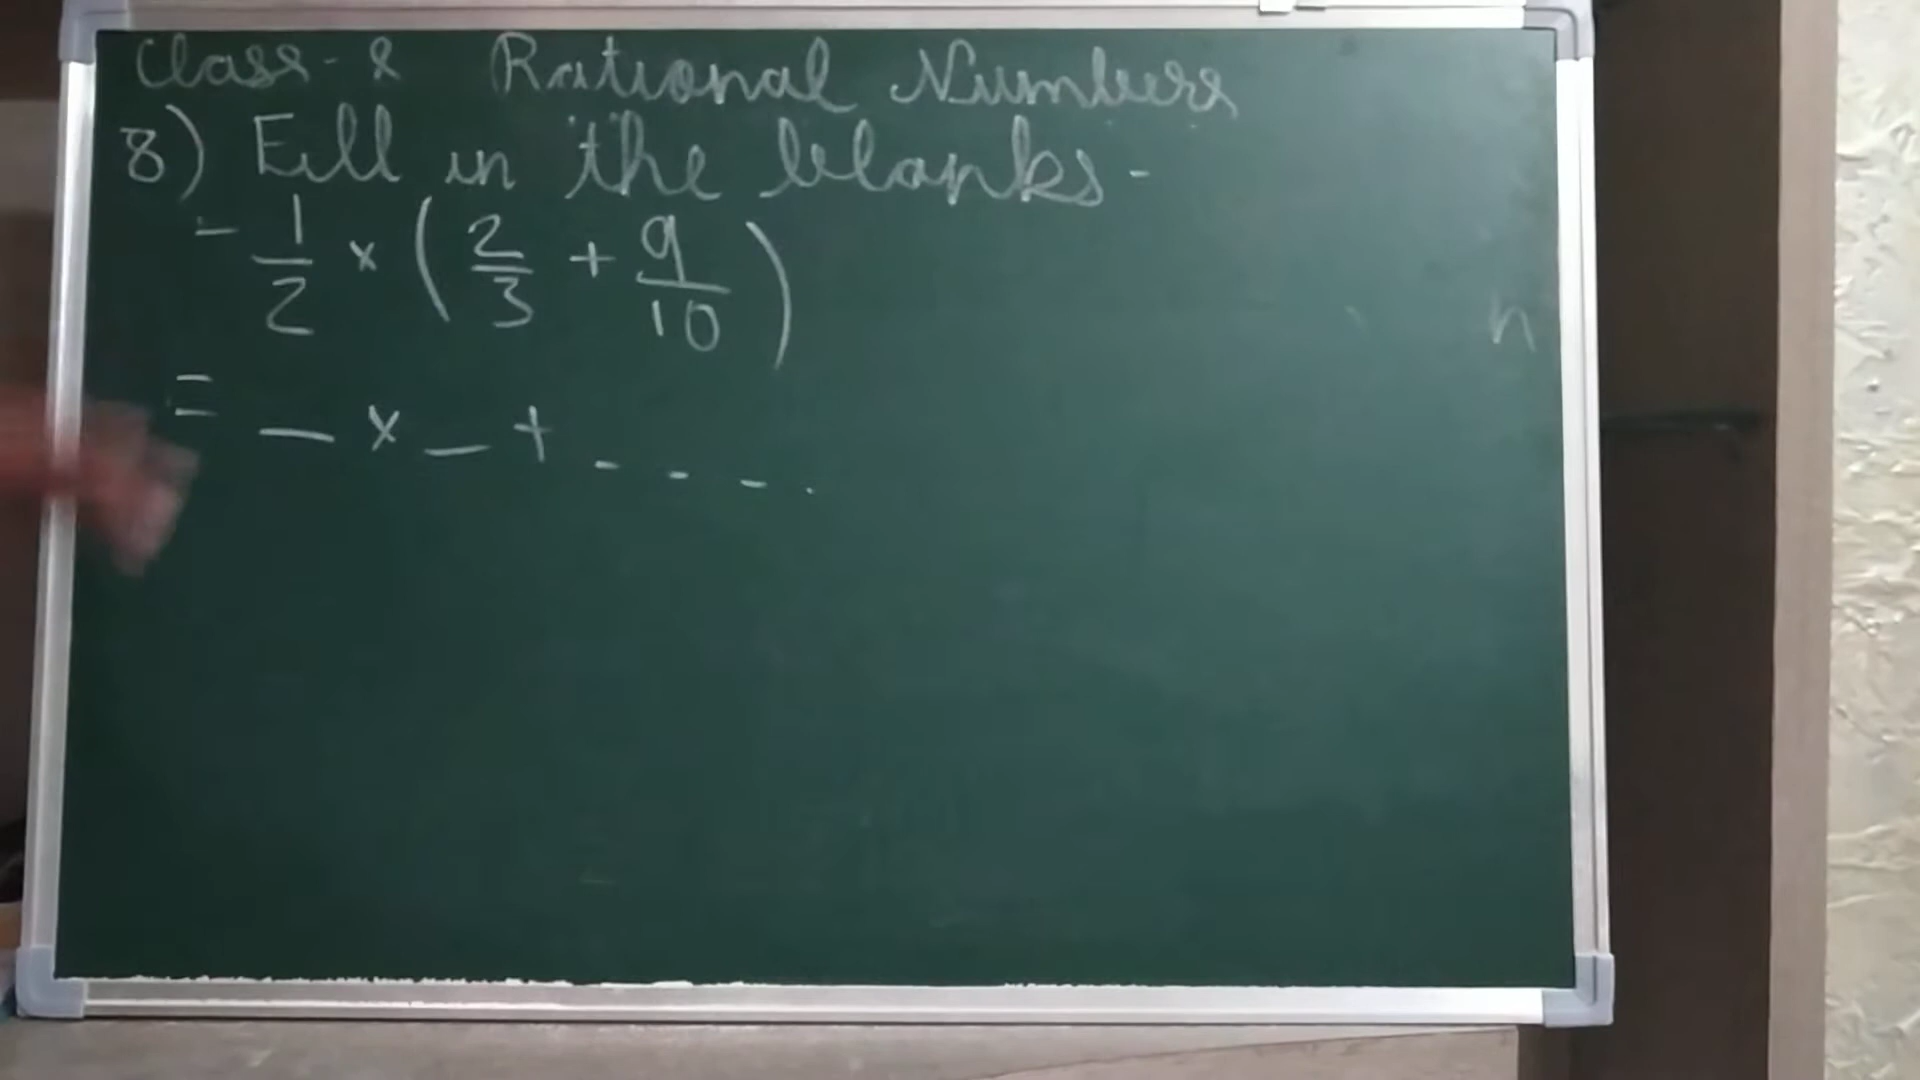 Class-8 Rational Numbers
8) Fill in the blanks-
- 1/2 × ( 2/3 + 9/10 )
= _ × _ + - - - -
n